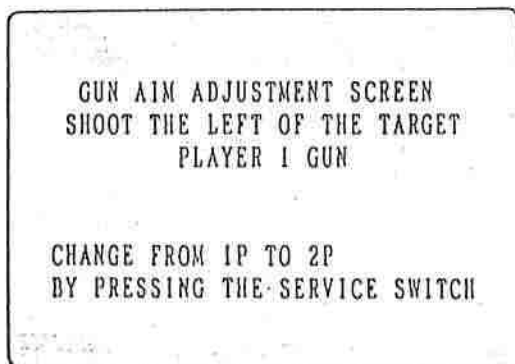 GUN AIM ADJUSTMENT SCREEN
SHOOT THE LEFT OF THE TARGET
PLAYER 1 GUN
CHANGE FROM 1P TO 2P
BY PRESSING THE SERVICE SWITCH